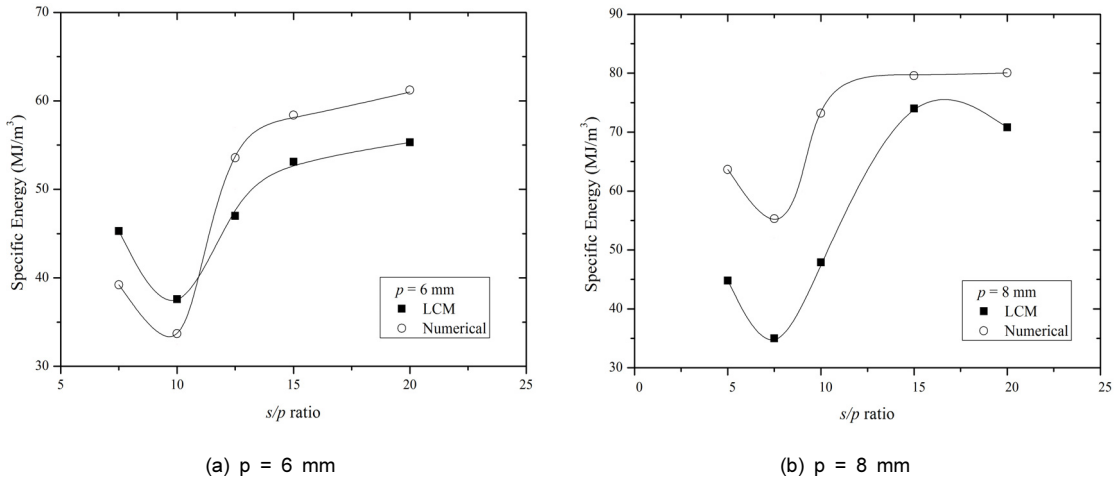 70
60
50
40
30
Specific Energy (MJ/m³)
5 10 15 20 25
s/p ratio
p = 6 mm
LCM
Numerical
(a) p = 6 mm
90
80
70
60
50
40
30
Specific Energy (MJ/m³)
0 5 10 15 20 25
s/p ratio
p = 8 mm
LCM
Numerical
(b) p = 8 mm